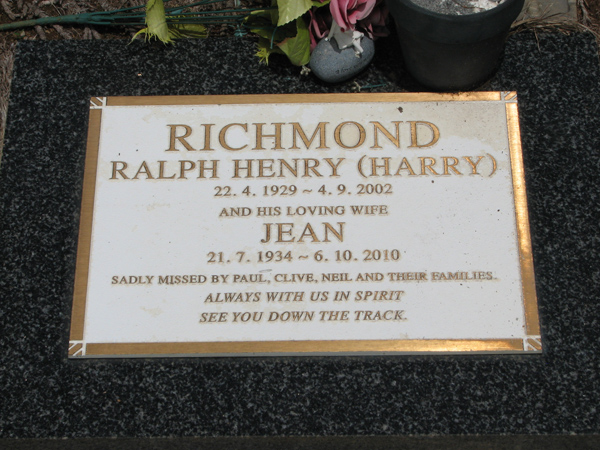 RICHMOND
RALPH HENRY (HARRY)
22. 4. 1929 ~ 4. 9. 2002
AND HIS LOVING WIFE
JEAN
21. 7. 1934 ~ 6. 10. 2010
SADLY MISSED BY PAUL, CLIVE, NEIL AND THEIR FAMILIES.
ALWAYS WITH US IN SPIRIT
SEE YOU DOWN THE TRACK.